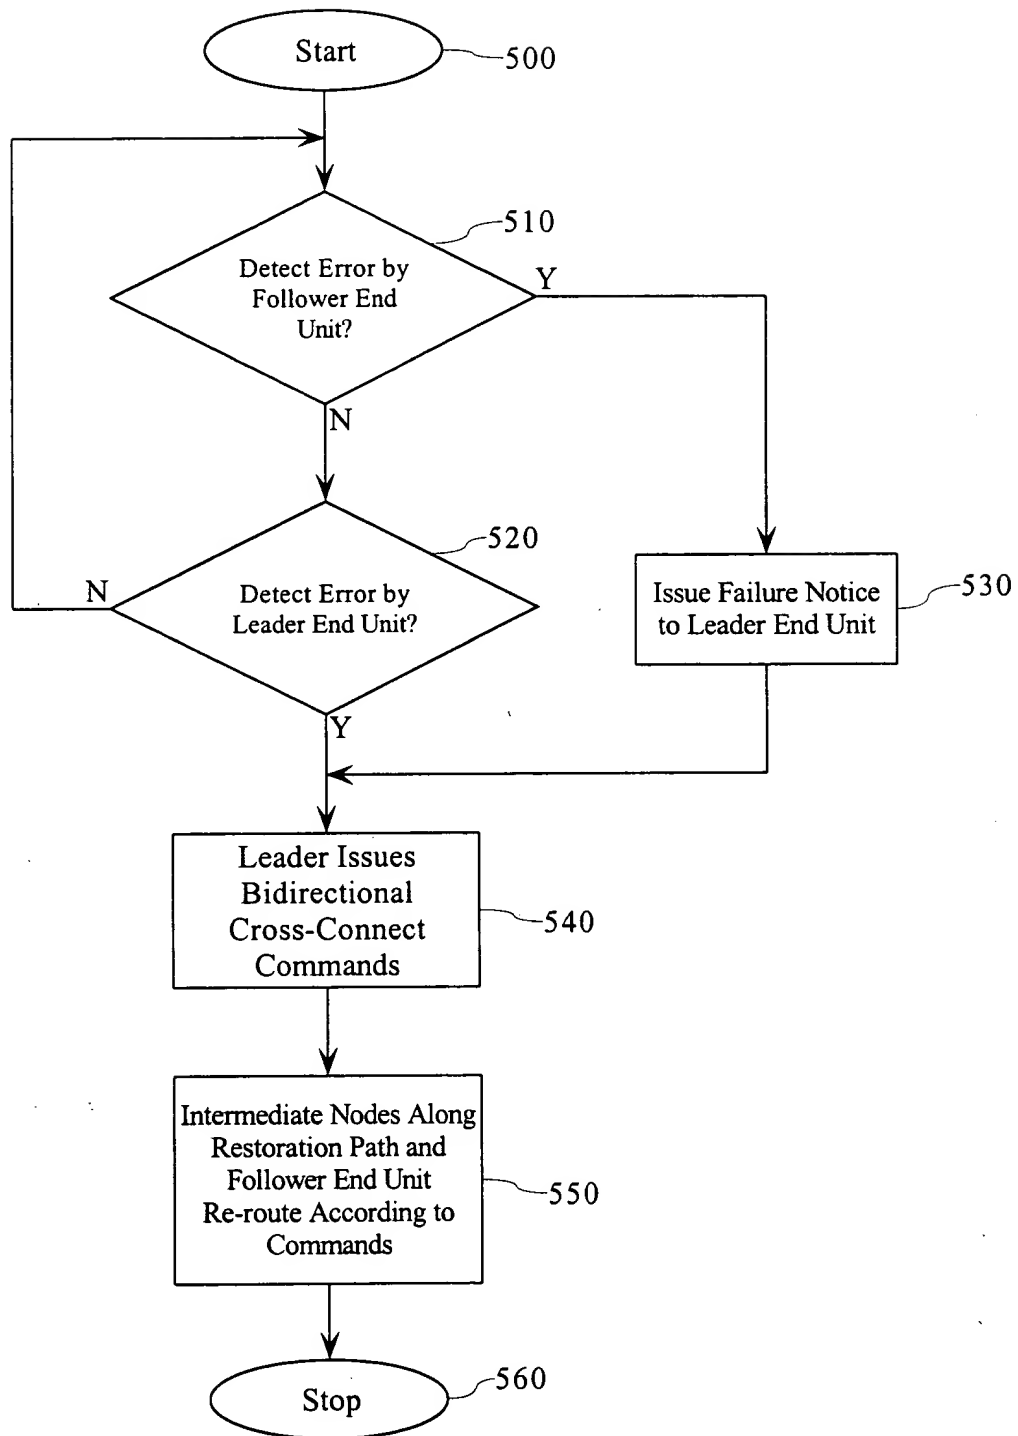 Start
500
510
Detect Error by
Follower End
Unit?
Y
N
520
Detect Error by
Leader End Unit?
N
Y
Issue Failure Notice
to Leader End Unit
530
Leader Issues
Bidirectional
Cross-Connect
Commands
540
Intermediate Nodes Along
Restoration Path and
Follower End Unit
Re-route According to
Commands
550
Stop
560